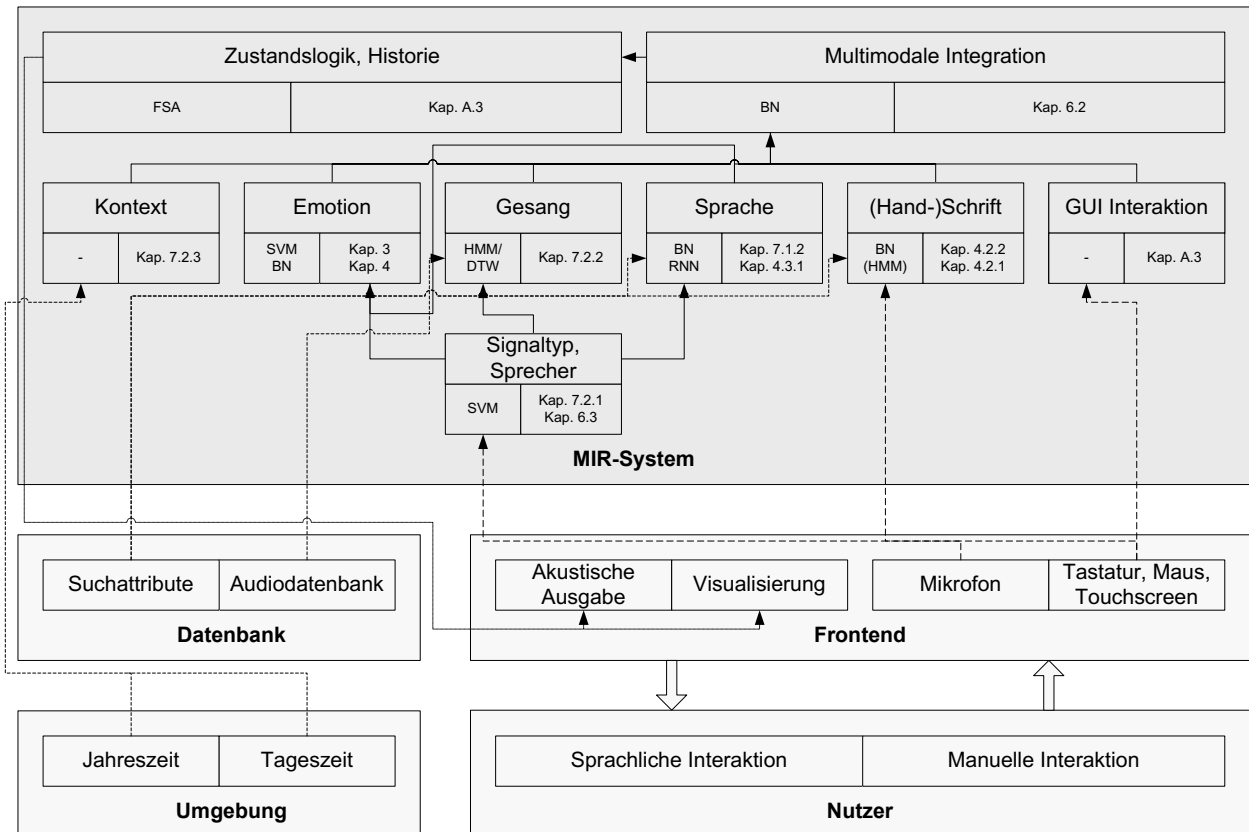 Zustandslogik, Historie
Multimodale Integration
FSA
Kap. A.3
BN
Kap. 6.2
Kontext
Emotion
Gesang
Sprache
(Hand-)Schrift
GUI Interaktion
-
Kap. 7.2.3
SVM
BN
Kap. 3
Kap. 4
HMM/
DTW
Kap. 7.2.2
BN
RNN
Kap. 7.1.2
Kap. 4.3.1
BN
(HMM)
Kap. 4.2.2
Kap. 4.2.1
-
Kap. A.3
Signaltyp,
Sprecher
SVM
Kap. 7.2.1
Kap. 6.3
MIR-System
Suchattribute
Audiodatenbank
Datenbank
Akustische
Ausgabe
Visualisierung
Mikrofon
Tastatur, Maus,
Touchscreen
Frontend
Jahreszeit
Tageszeit
Umgebung
Sprachliche Interaktion
Manuelle Interaktion
Nutzer